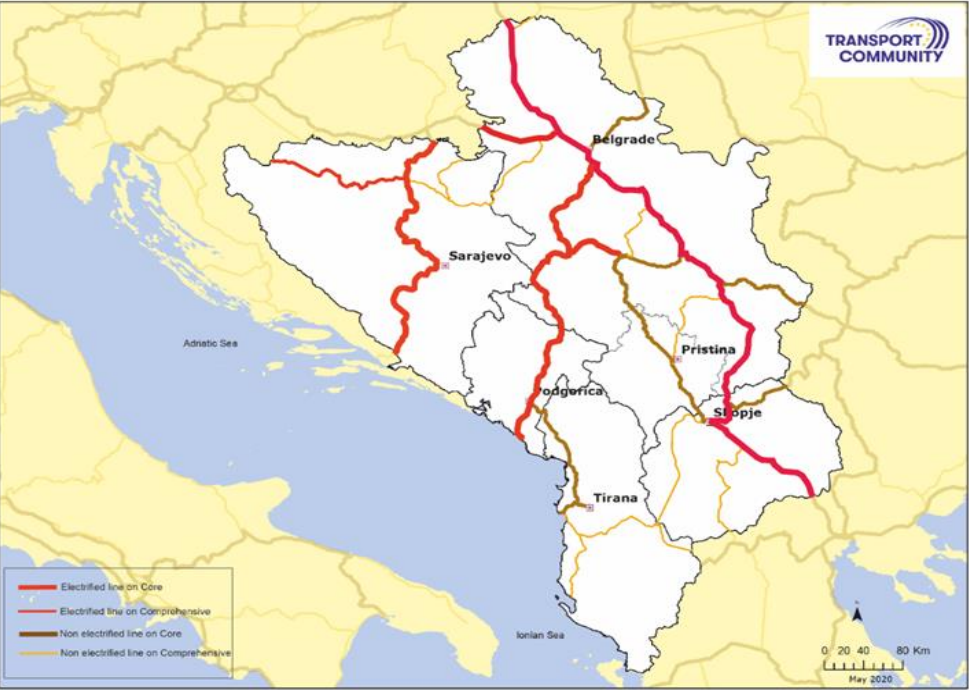 TRANSPORT
COMMUNITY
Belgrade
Sarajevo
Adriatic Sea
Pristina
Podgorica
Skopje
Tirana
Electrified line on Core
Electrified line on Comprehensive
Non electrified line on Core
Non electrified line on Comprehensive
Ionian Sea
0 20 40 80 Km
May 2020